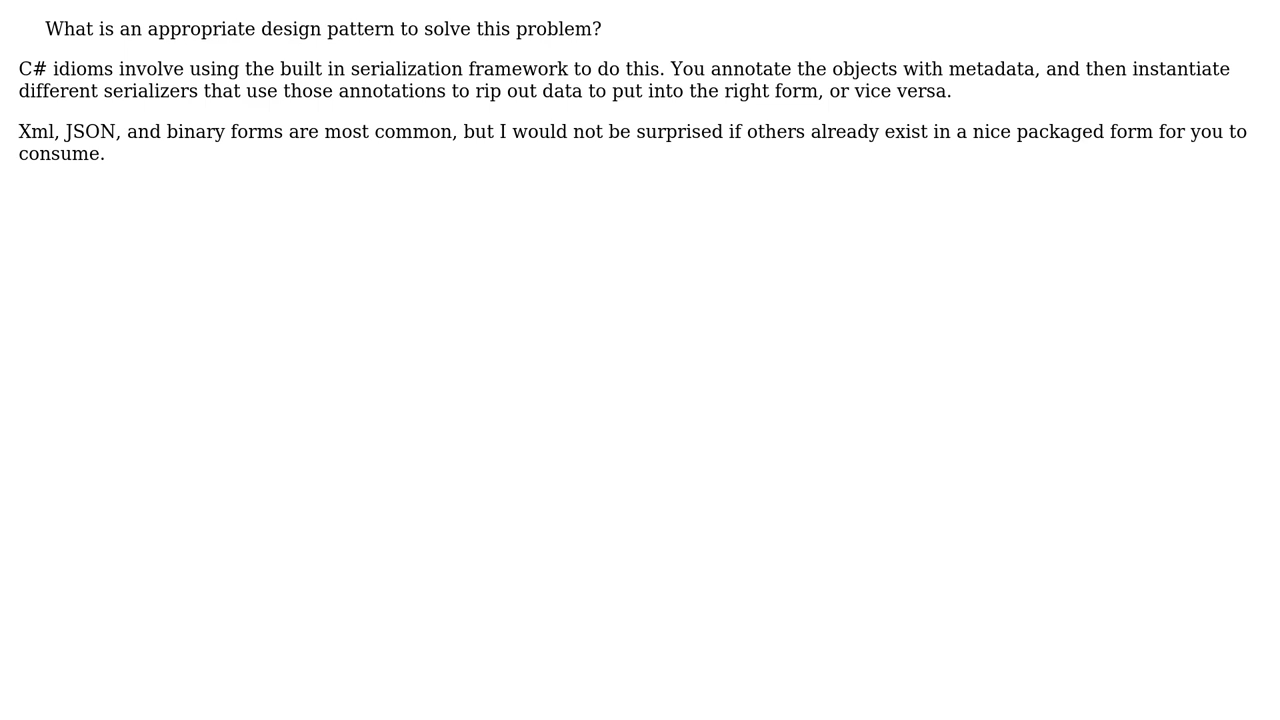 What is an appropriate design pattern to solve this problem?
C# idioms involve using the built in serialization framework to do this. You annotate the objects with metadata, and then instantiate
different serializers that use those annotations to rip out data to put into the right form, or vice versa.
Xml, JSON, and binary forms are most common, but I would not be surprised if others already exist in a nice packaged form for you to
consume.